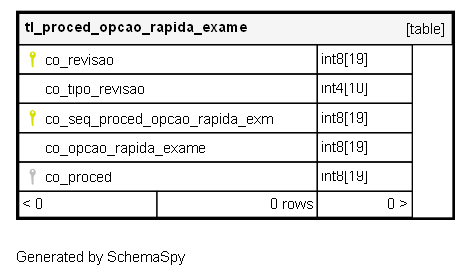 tl_proced_opcao_rapida_exame [table]
co_revisao int8[19]
co_tipo_revisao int4[10]
co_seq_proced_opcao_rapida_exm int8[19]
co_opcao_rapida_exame int8[19]
co_proced int8[19]
< 0 0 rows 0 >
Generated by SchemaSpy